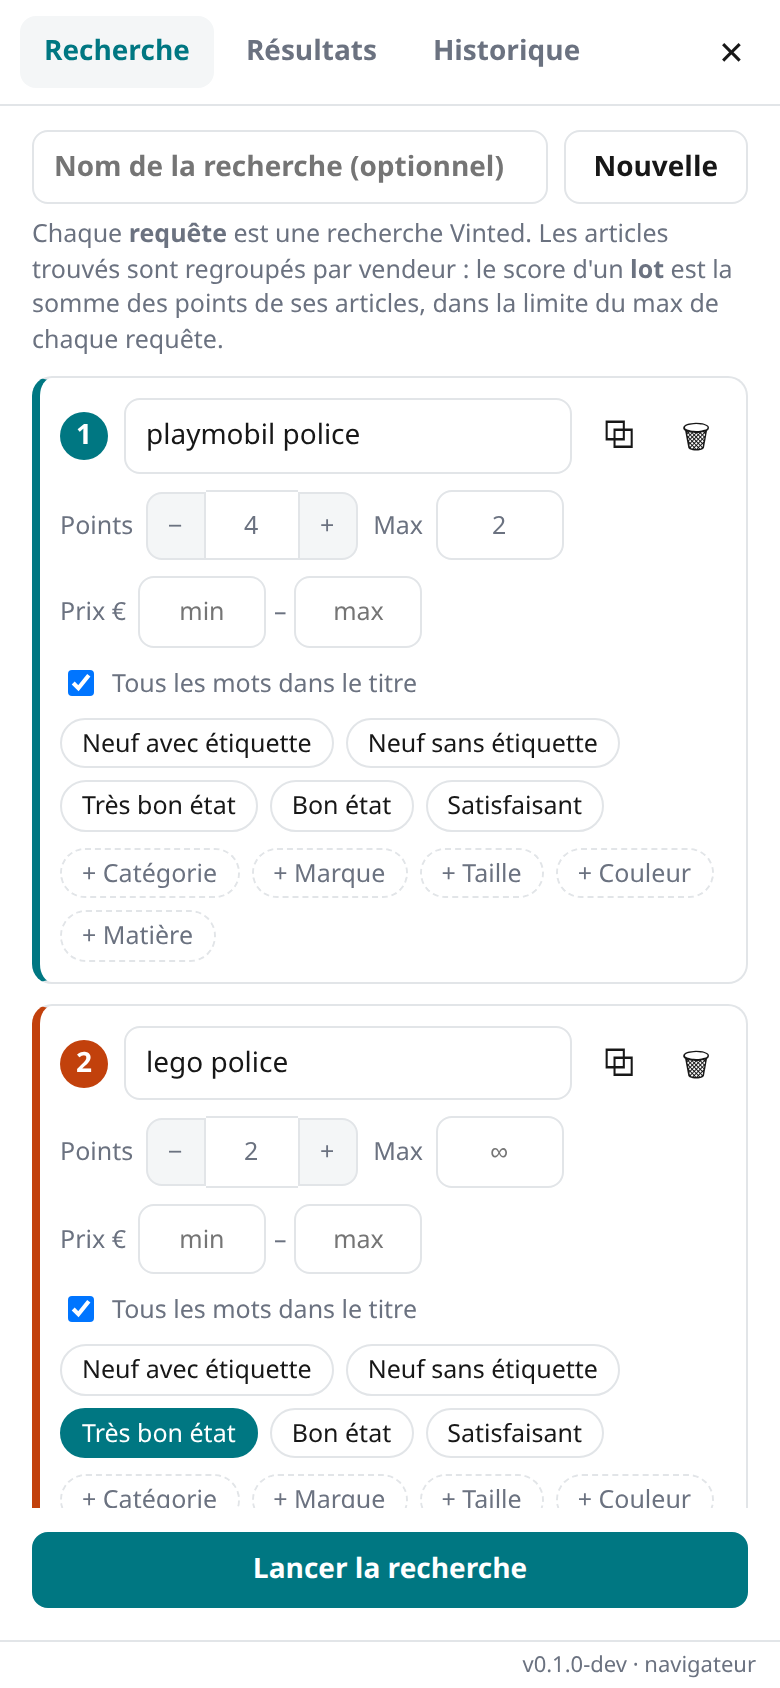 Recherche Résultats Historique ×
Nom de la recherche (optionnel) Nouvelle
Chaque requête est une recherche Vinted. Les articles
trouvés sont regroupés par vendeur : le score d'un lot est la
somme des points de ses articles, dans la limite du max de
chaque requête.
1 playmobil police
Points − 4 + Max 2
Prix € min – max
Tous les mots dans le titre
Neuf avec étiquette Neuf sans étiquette
Très bon état Bon état Satisfaisant
+ Catégorie + Marque + Taille + Couleur
+ Matière
2 lego police
Points − 2 + Max ∞
Prix € min – max
Tous les mots dans le titre
Neuf avec étiquette Neuf sans étiquette
Très bon état Bon état Satisfaisant
+ Catégorie + Marque + Taille + Couleur
Lancer la recherche
v0.1.0-dev · navigateur